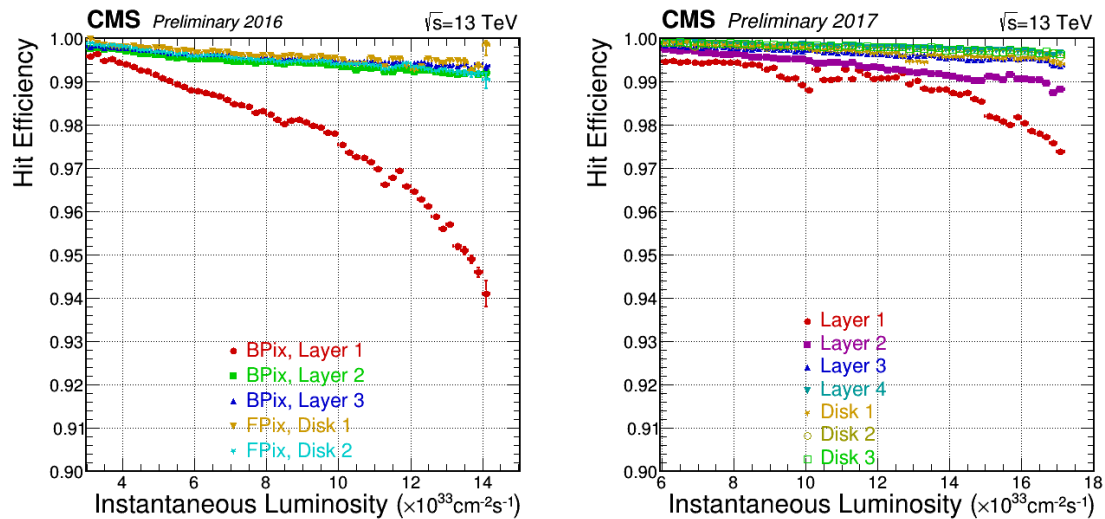 CMS Preliminary 2016 √s=13 TeV
Hit Efficiency
1.00
0.99
0.98
0.97
0.96
0.95
0.94
0.93
0.92
0.91
0.90
BPix, Layer 1
BPix, Layer 2
BPix, Layer 3
FPix, Disk 1
FPix, Disk 2
4 6 8 10 12 14
Instantaneous Luminosity (×10³³cm⁻²s⁻¹)
CMS Preliminary 2017 √s=13 TeV
Hit Efficiency
1.00
0.99
0.98
0.97
0.96
0.95
0.94
0.93
0.92
0.91
0.90
Layer 1
Layer 2
Layer 3
Layer 4
Disk 1
Disk 2
Disk 3
6 8 10 12 14 16 18
Instantaneous Luminosity (×10³³cm⁻²s⁻¹)